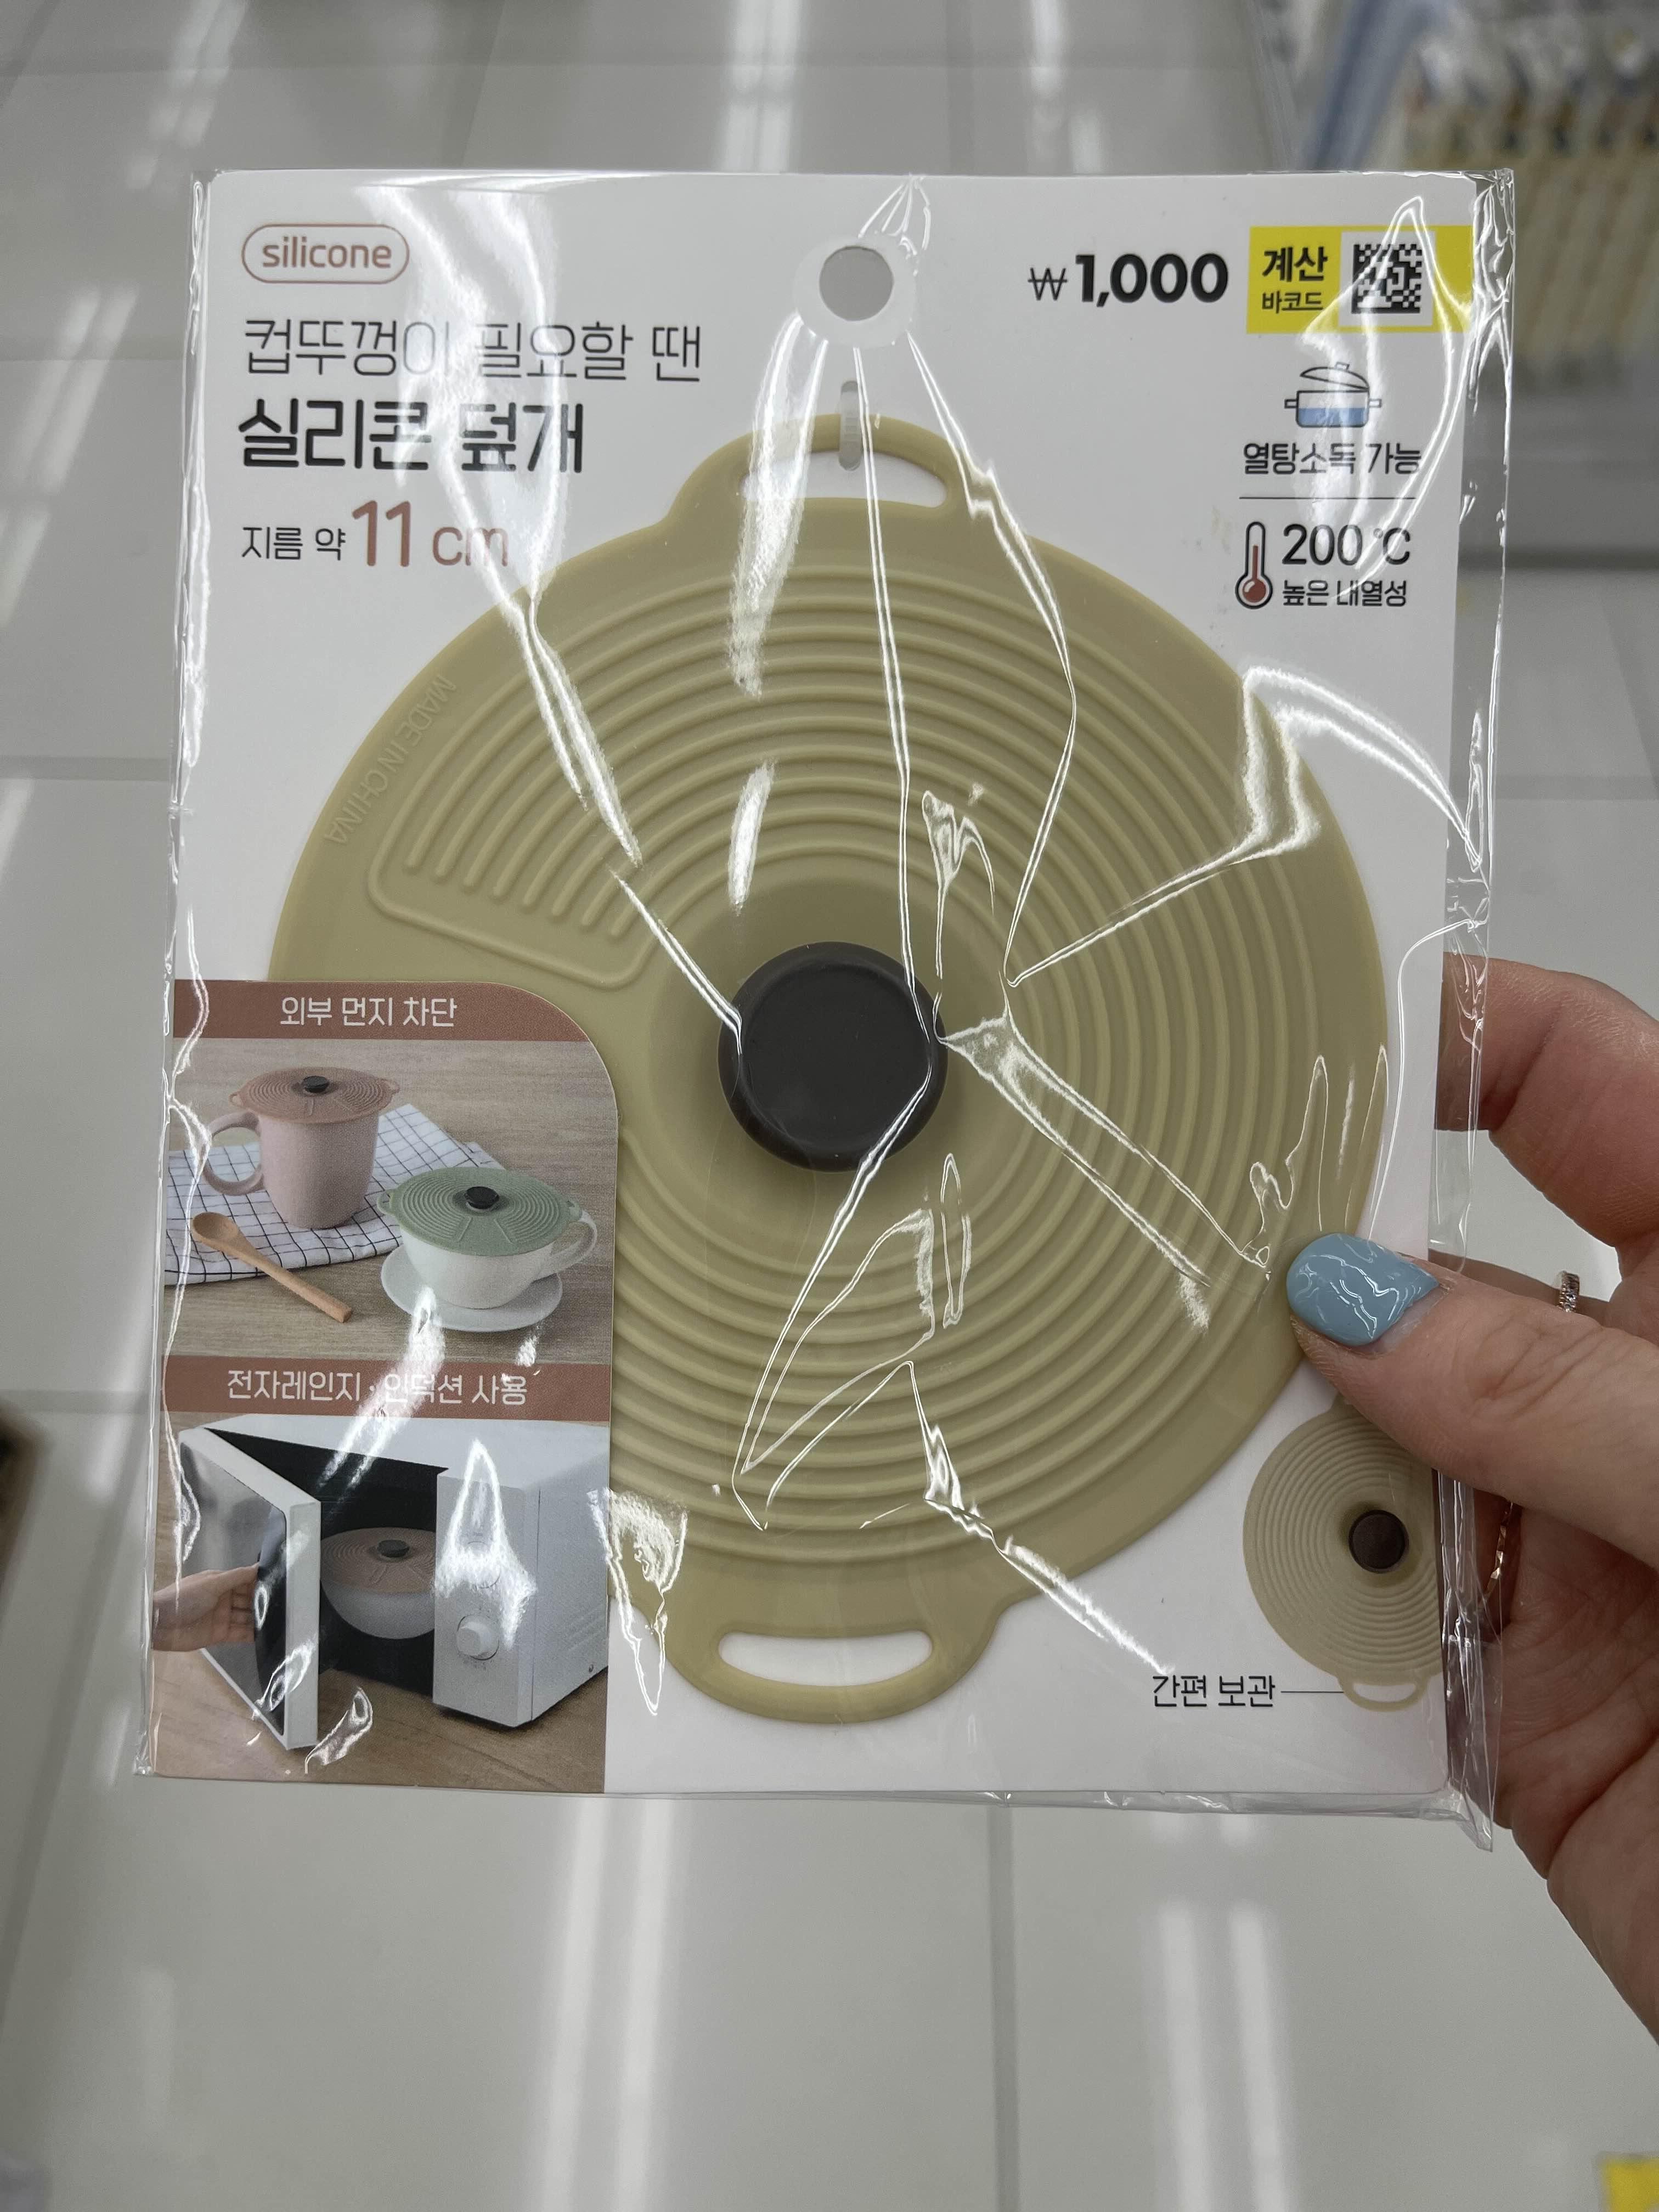 silicone
₩1,000
계산
바코드
컵뚜껑이 필요할 땐
실리콘 덮개
지름 약 11 cm
열탕소독 가능
200℃
높은 내열성
MADE IN CHINA
외부 먼지 차단
전자레인지·인덕션 사용
간편 보관